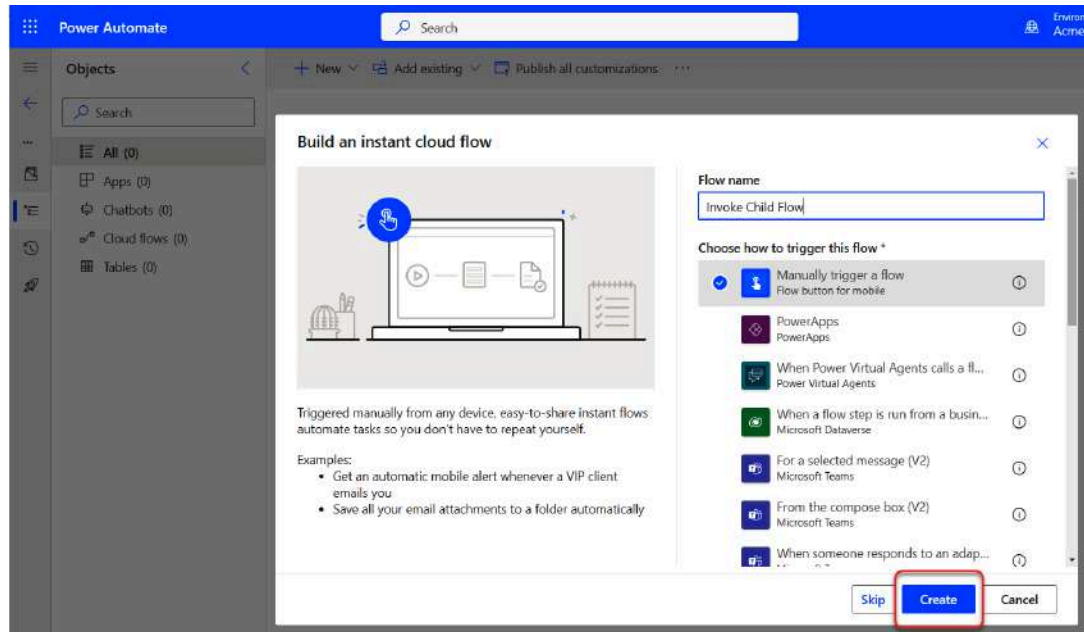 Power Automate
Search
Environ
Acme
Objects
New
Add existing
Publish all customizations
Search
All (0)
Apps (0)
Chatbots (0)
Cloud flows (0)
Tables (0)
Build an instant cloud flow
Triggered manually from any device, easy-to-share instant flows
automate tasks so you don't have to repeat yourself.
Examples:
• Get an automatic mobile alert whenever a VIP client
emails you
• Save all your email attachments to a folder automatically
Flow name
Invoke Child Flow
Choose how to trigger this flow *
Manually trigger a flow
Flow button for mobile
PowerApps
PowerApps
When Power Virtual Agents calls a fl...
Power Virtual Agents
When a flow step is run from a busin...
Microsoft Dataverse
For a selected message (V2)
Microsoft Teams
From the compose box (V2)
Microsoft Teams
When someone responds to an adap...
Skip
Create
Cancel